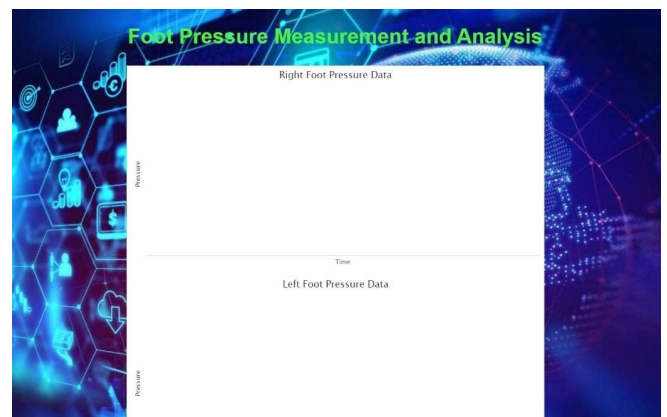 Foot Pressure Measurement and Analysis
Right Foot Pressure Data
Pressure
Time
Left Foot Pressure Data
Pressure